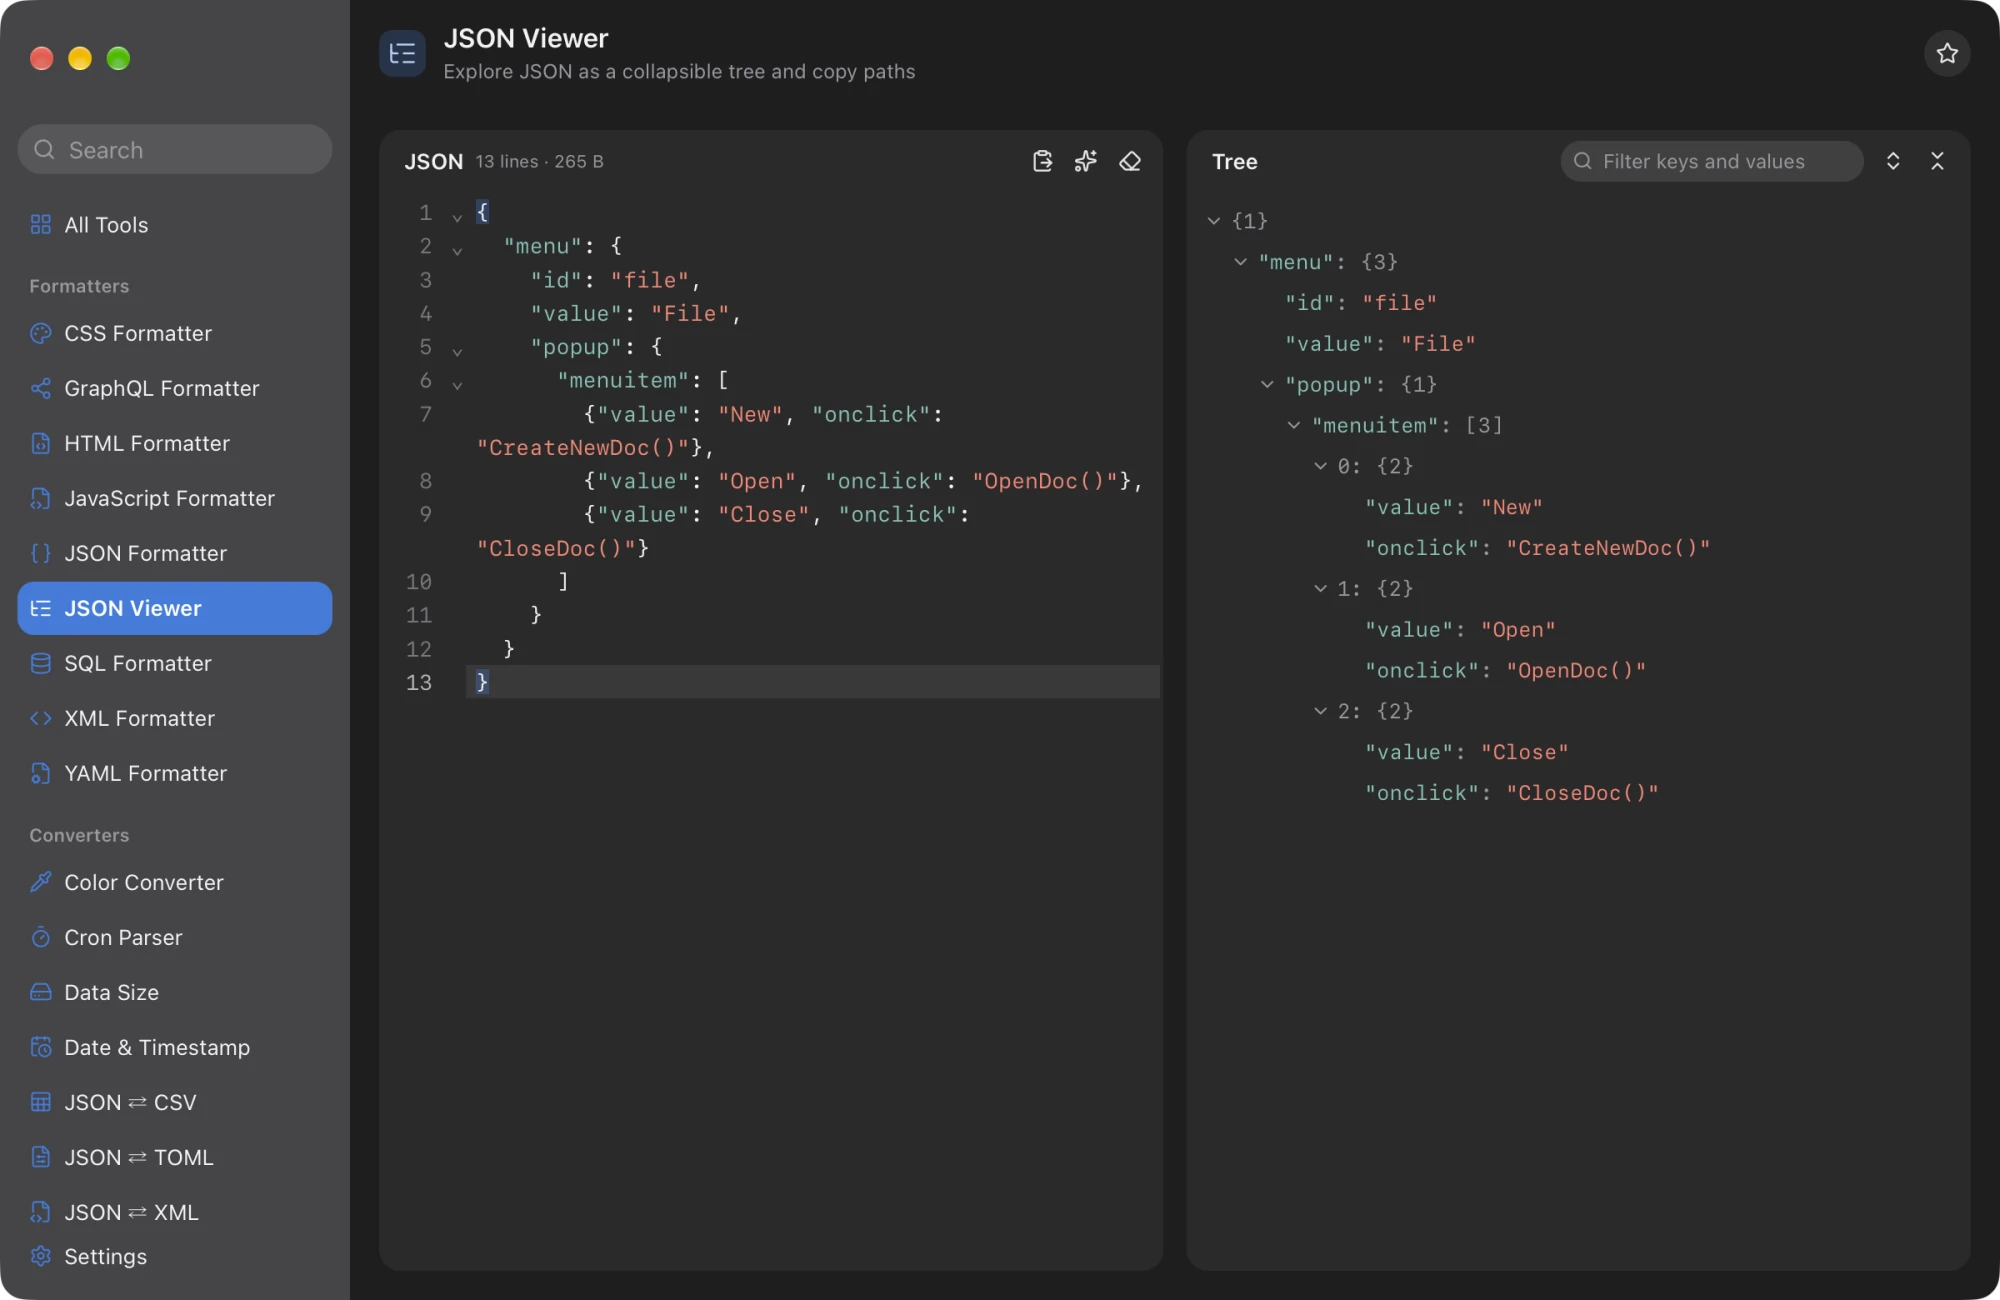 Search
All Tools
Formatters
CSS Formatter
GraphQL Formatter
HTML Formatter
JavaScript Formatter
JSON Formatter
JSON Viewer
SQL Formatter
XML Formatter
YAML Formatter
Converters
Color Converter
Cron Parser
Data Size
Date & Timestamp
JSON ⇄ CSV
JSON ⇄ TOML
JSON ⇄ XML
Settings
JSON Viewer
Explore JSON as a collapsible tree and copy paths
JSON 13 lines · 265 B
1 {
2   "menu": {
3     "id": "file",
4     "value": "File",
5     "popup": {
6       "menuitem": [
7         {"value": "New", "onclick":
"CreateNewDoc()"},
8         {"value": "Open", "onclick": "OpenDoc()"},
9         {"value": "Close", "onclick":
"CloseDoc()"}
10       ]
11     }
12   }
13 }
Tree
Filter keys and values
{1}
"menu": {3}
"id": "file"
"value": "File"
"popup": {1}
"menuitem": [3]
0: {2}
"value": "New"
"onclick": "CreateNewDoc()"
1: {2}
"value": "Open"
"onclick": "OpenDoc()"
2: {2}
"value": "Close"
"onclick": "CloseDoc()"